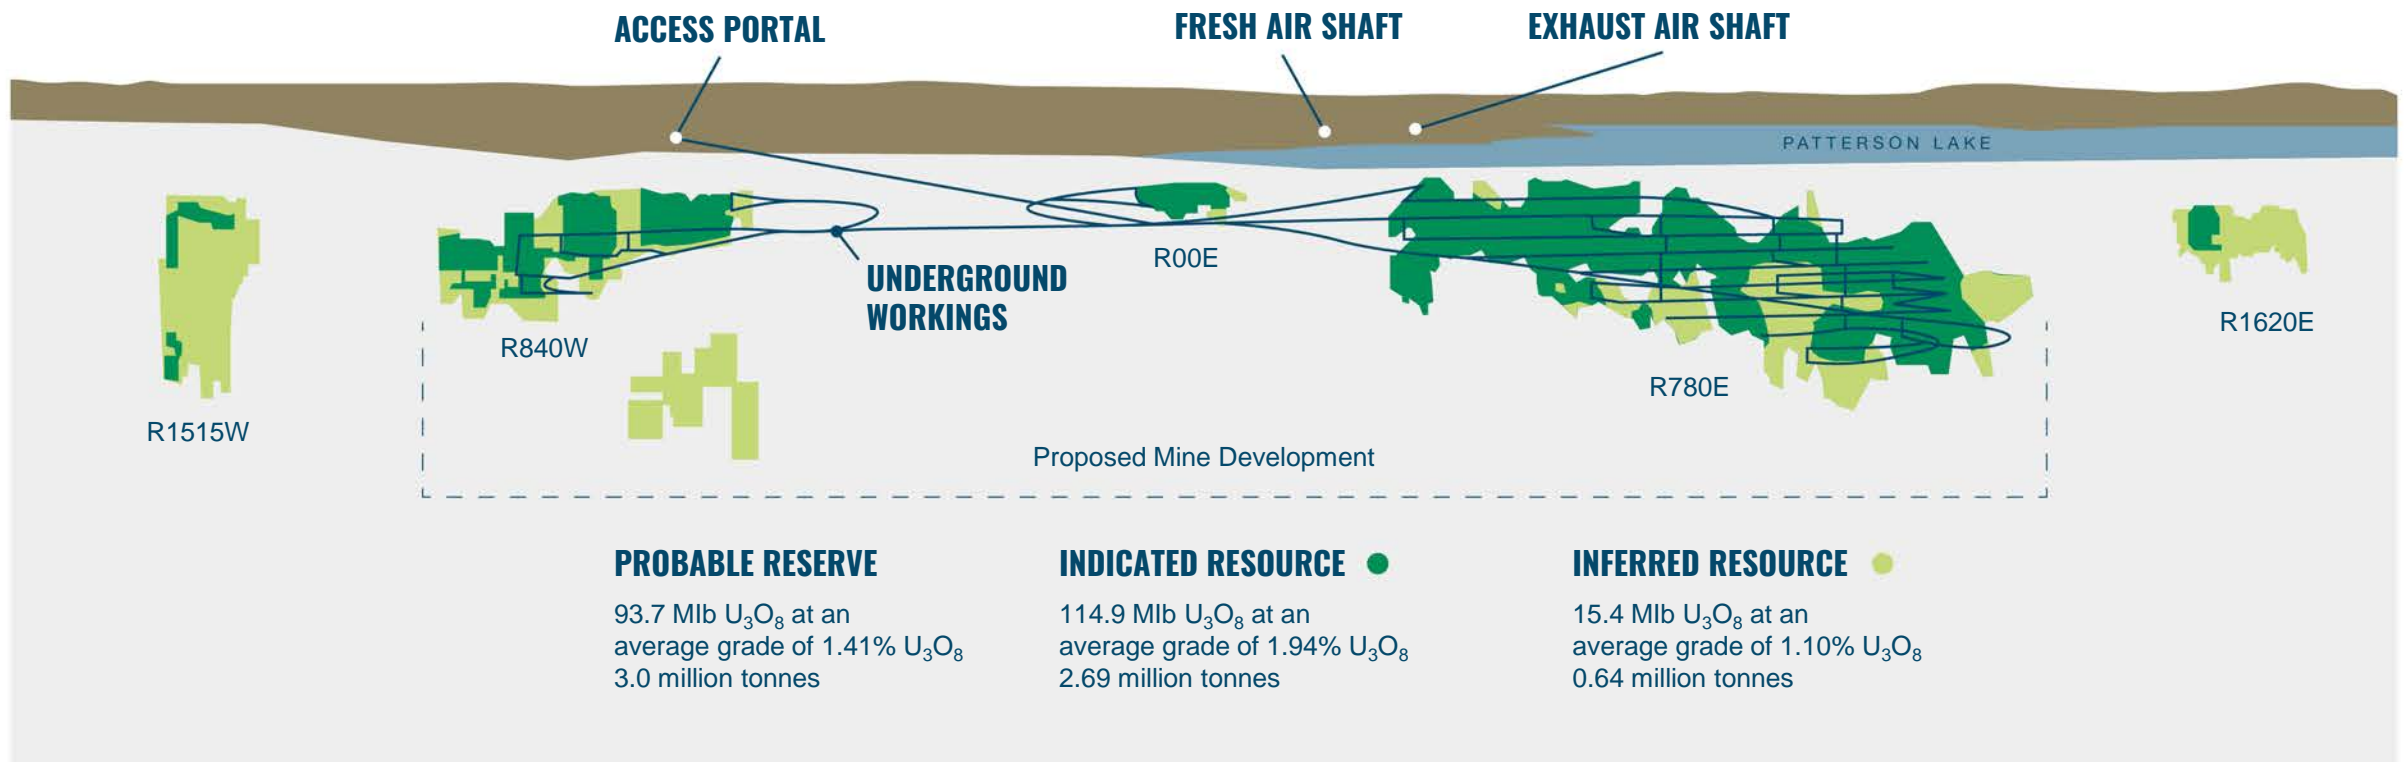 ACCESS PORTAL
FRESH AIR SHAFT
EXHAUST AIR SHAFT
PATTERSON LAKE
R00E
UNDERGROUND
WORKINGS
R1620E
R840W
R780E
R1515W
Proposed Mine Development
PROBABLE RESERVE
93.7 Mlb U₃O₈ at an
average grade of 1.41% U₃O₈
3.0 million tonnes
INDICATED RESOURCE
114.9 Mlb U₃O₈ at an
average grade of 1.94% U₃O₈
2.69 million tonnes
INFERRED RESOURCE
15.4 Mlb U₃O₈ at an
average grade of 1.10% U₃O₈
0.64 million tonnes